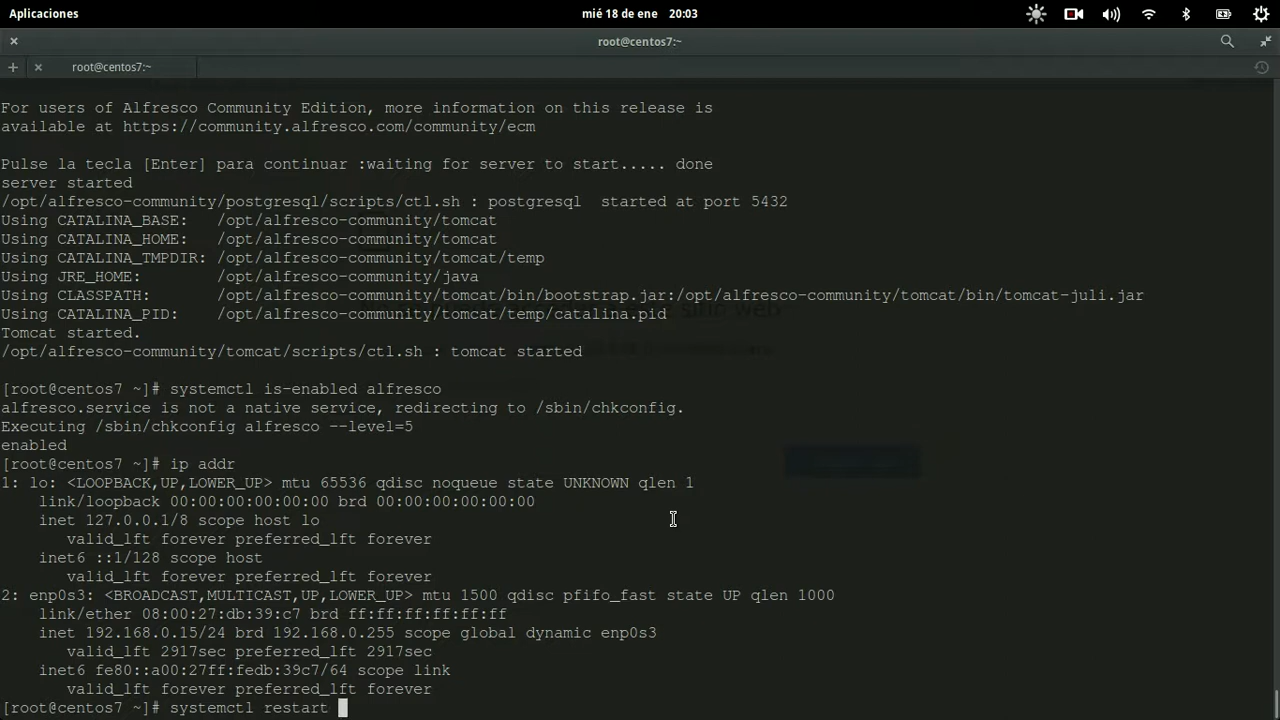 Aplicaciones
mié 18 de ene 20:03
root@centos7:~
root@centos7:~
For users of Alfresco Community Edition, more information on this release is
available at https://community.alfresco.com/community/ecm
Pulse la tecla [Enter] para continuar :waiting for server to start..... done
server started
/opt/alfresco-community/postgresql/scripts/ctl.sh : postgresql  started at port 5432
Using CATALINA_BASE:   /opt/alfresco-community/tomcat
Using CATALINA_HOME:   /opt/alfresco-community/tomcat
Using CATALINA_TMPDIR: /opt/alfresco-community/tomcat/temp
Using JRE_HOME:        /opt/alfresco-community/java
Using CLASSPATH:       /opt/alfresco-community/tomcat/bin/bootstrap.jar:/opt/alfresco-community/tomcat/bin/tomcat-juli.jar
Using CATALINA_PID:    /opt/alfresco-community/tomcat/temp/catalina.pid
Tomcat started.
/opt/alfresco-community/tomcat/scripts/ctl.sh : tomcat started
[root@centos7 ~]# systemctl is-enabled alfresco
alfresco.service is not a native service, redirecting to /sbin/chkconfig.
Executing /sbin/chkconfig alfresco --level=5
enabled
[root@centos7 ~]# ip addr
1: lo: <LOOPBACK,UP,LOWER_UP> mtu 65536 qdisc noqueue state UNKNOWN qlen 1
    link/loopback 00:00:00:00:00:00 brd 00:00:00:00:00:00
    inet 127.0.0.1/8 scope host lo
       valid_lft forever preferred_lft forever
    inet6 ::1/128 scope host
       valid_lft forever preferred_lft forever
2: enp0s3: <BROADCAST,MULTICAST,UP,LOWER_UP> mtu 1500 qdisc pfifo_fast state UP qlen 1000
    link/ether 08:00:27:db:39:c7 brd ff:ff:ff:ff:ff:ff
    inet 192.168.0.15/24 brd 192.168.0.255 scope global dynamic enp0s3
       valid_lft 2917sec preferred_lft 2917sec
    inet6 fe80::a00:27ff:fedb:39c7/64 scope link
       valid_lft forever preferred_lft forever
[root@centos7 ~]# systemctl restart